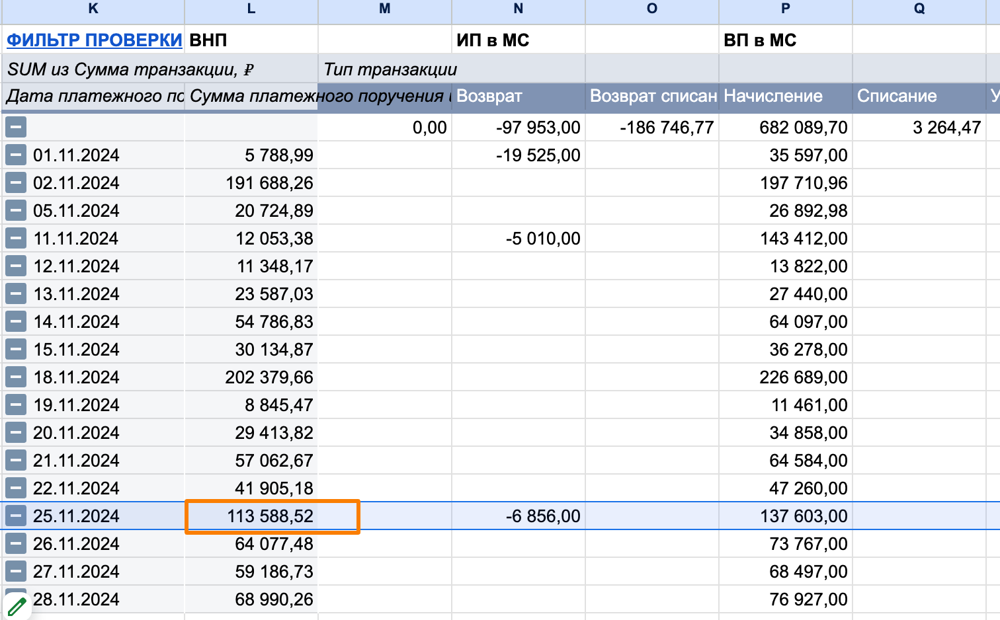 K L M N O P Q
ФИЛЬТР ПРОВЕРКИ ВНП ИП в МС ВП в МС
SUM из Сумма транзакции, ₽ Тип транзакции
Дата платежного по Сумма платежного поручения Возврат Возврат списан Начисление Списание У
0,00 -97 953,00 -186 746,77 682 089,70 3 264,47
01.11.2024 5 788,99 -19 525,00 35 597,00
02.11.2024 191 688,26 197 710,96
05.11.2024 20 724,89 26 892,98
11.11.2024 12 053,38 -5 010,00 143 412,00
12.11.2024 11 348,17 13 822,00
13.11.2024 23 587,03 27 440,00
14.11.2024 54 786,83 64 097,00
15.11.2024 30 134,87 36 278,00
18.11.2024 202 379,66 226 689,00
19.11.2024 8 845,47 11 461,00
20.11.2024 29 413,82 34 858,00
21.11.2024 57 062,67 64 584,00
22.11.2024 41 905,18 47 260,00
25.11.2024 113 588,52 -6 856,00 137 603,00
26.11.2024 64 077,48 73 767,00
27.11.2024 59 186,73 68 497,00
28.11.2024 68 990,26 76 927,00